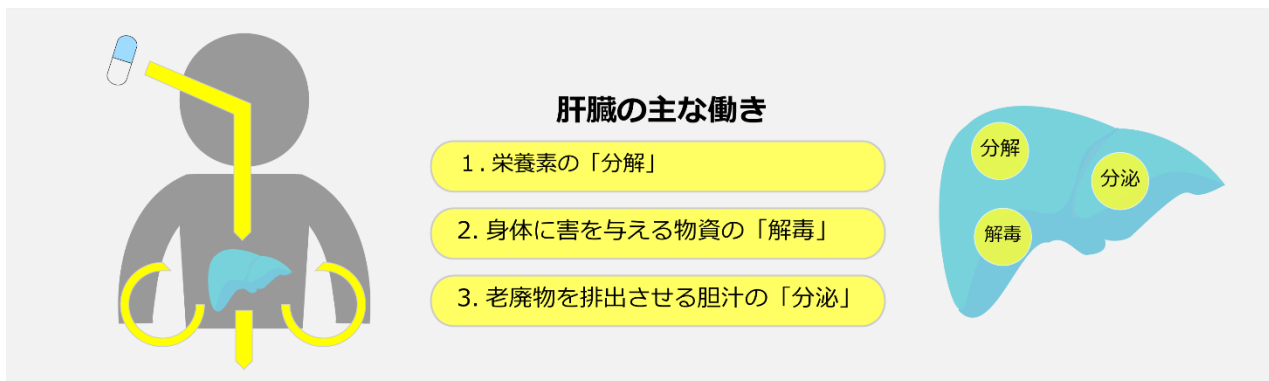 肝臓の主な働き
１. 栄養素の「分解」
2. 身体に害を与える物資の「解毒」
3. 老廃物を排出させる胆汁の「分泌」
分解
分泌
解毒